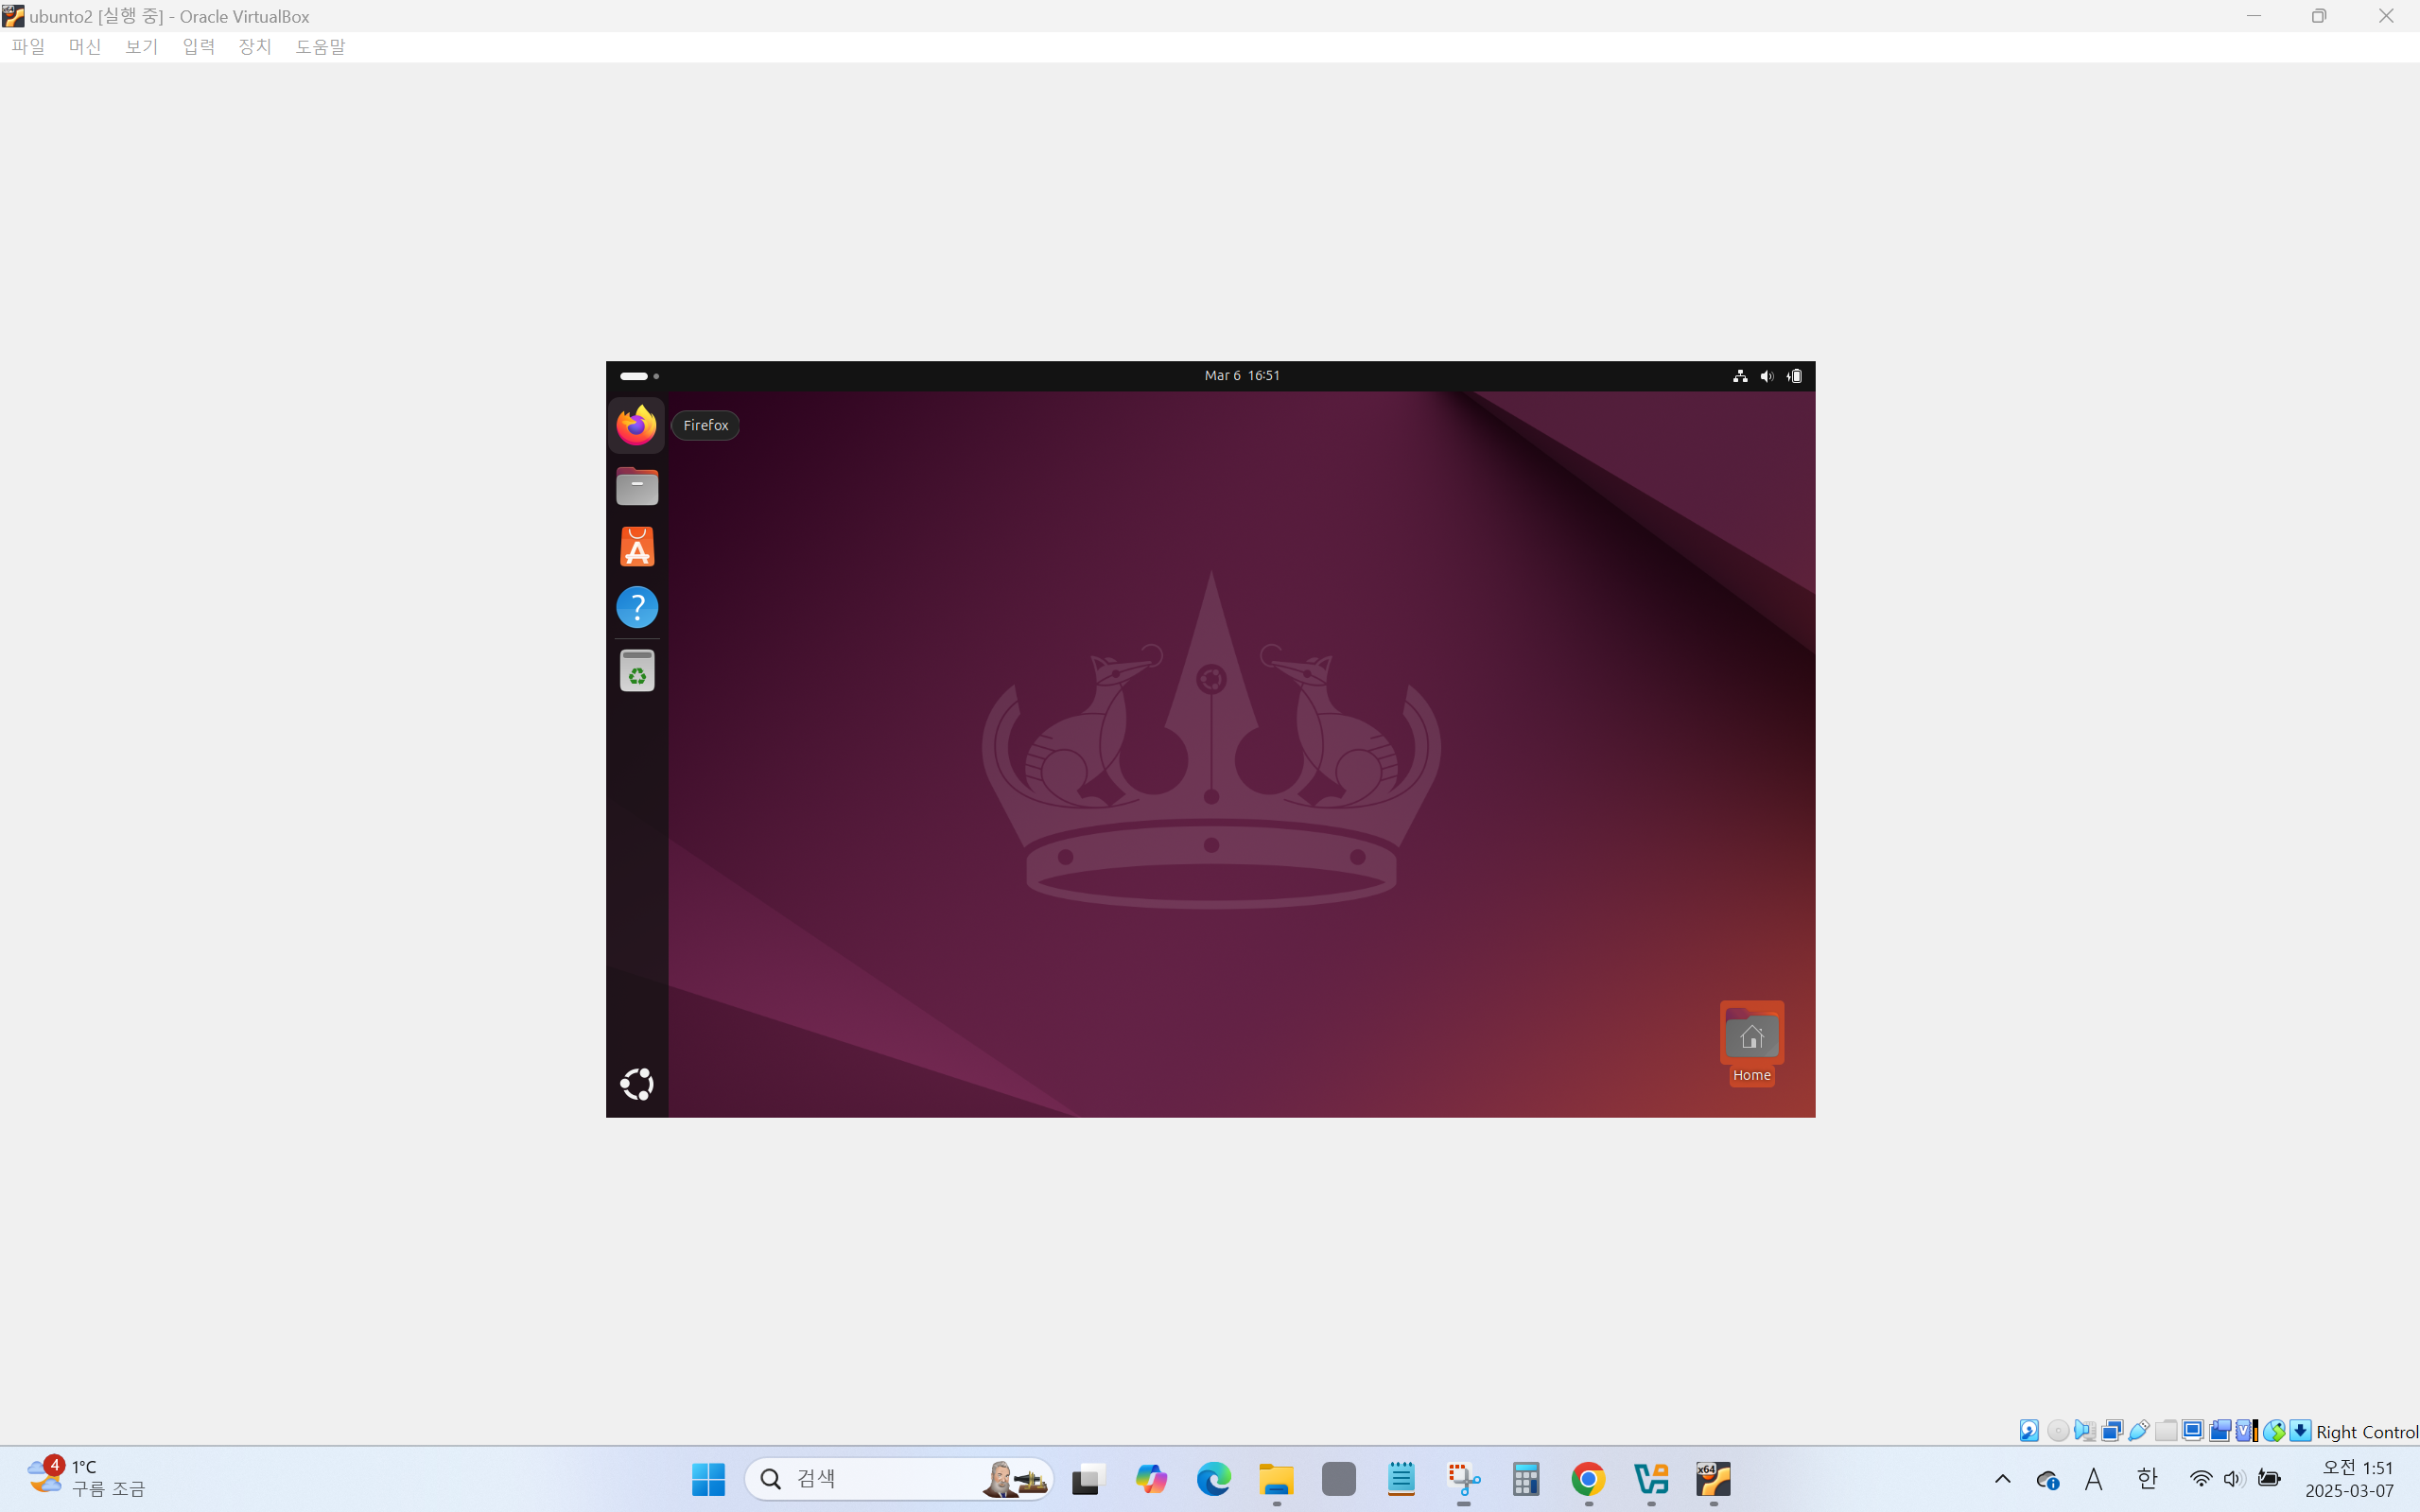 ubunto2 [실행 중] - Oracle VirtualBox
파일 머신 보기 입력 장치 도움말
Mar 6 16:51
Firefox
Home
Right Control
4
1°C
구름 조금
검색
x64
A
한
오전 1:51
2025-03-07